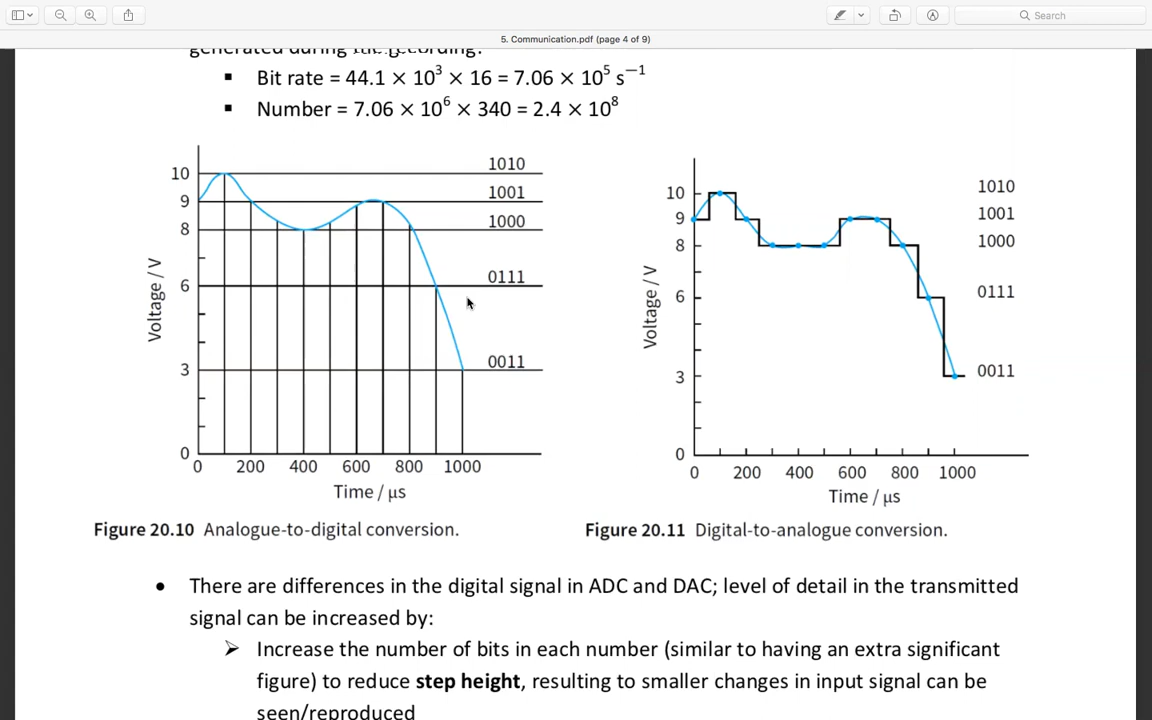 Search
5. Communication.pdf (page 4 of 9)
generated during the recording.
▪ Bit rate = 44.1 × 10³ × 16 = 7.06 × 10⁵ s⁻¹
▪ Number = 7.06 × 10⁶ × 340 = 2.4 × 10⁸
Voltage / V
10
9
8
6
3
0
1010
1001
1000
0111
0011
0 200 400 600 800 1000
Time / μs
Figure 20.10 Analogue-to-digital conversion.
Voltage / V
10
9
8
6
3
0
1010
1001
1000
0111
0011
0 200 400 600 800 1000
Time / μs
Figure 20.11 Digital-to-analogue conversion.
• There are differences in the digital signal in ADC and DAC; level of detail in the transmitted
signal can be increased by:
➢ Increase the number of bits in each number (similar to having an extra significant
figure) to reduce step height, resulting to smaller changes in input signal can be
seen/reproduced